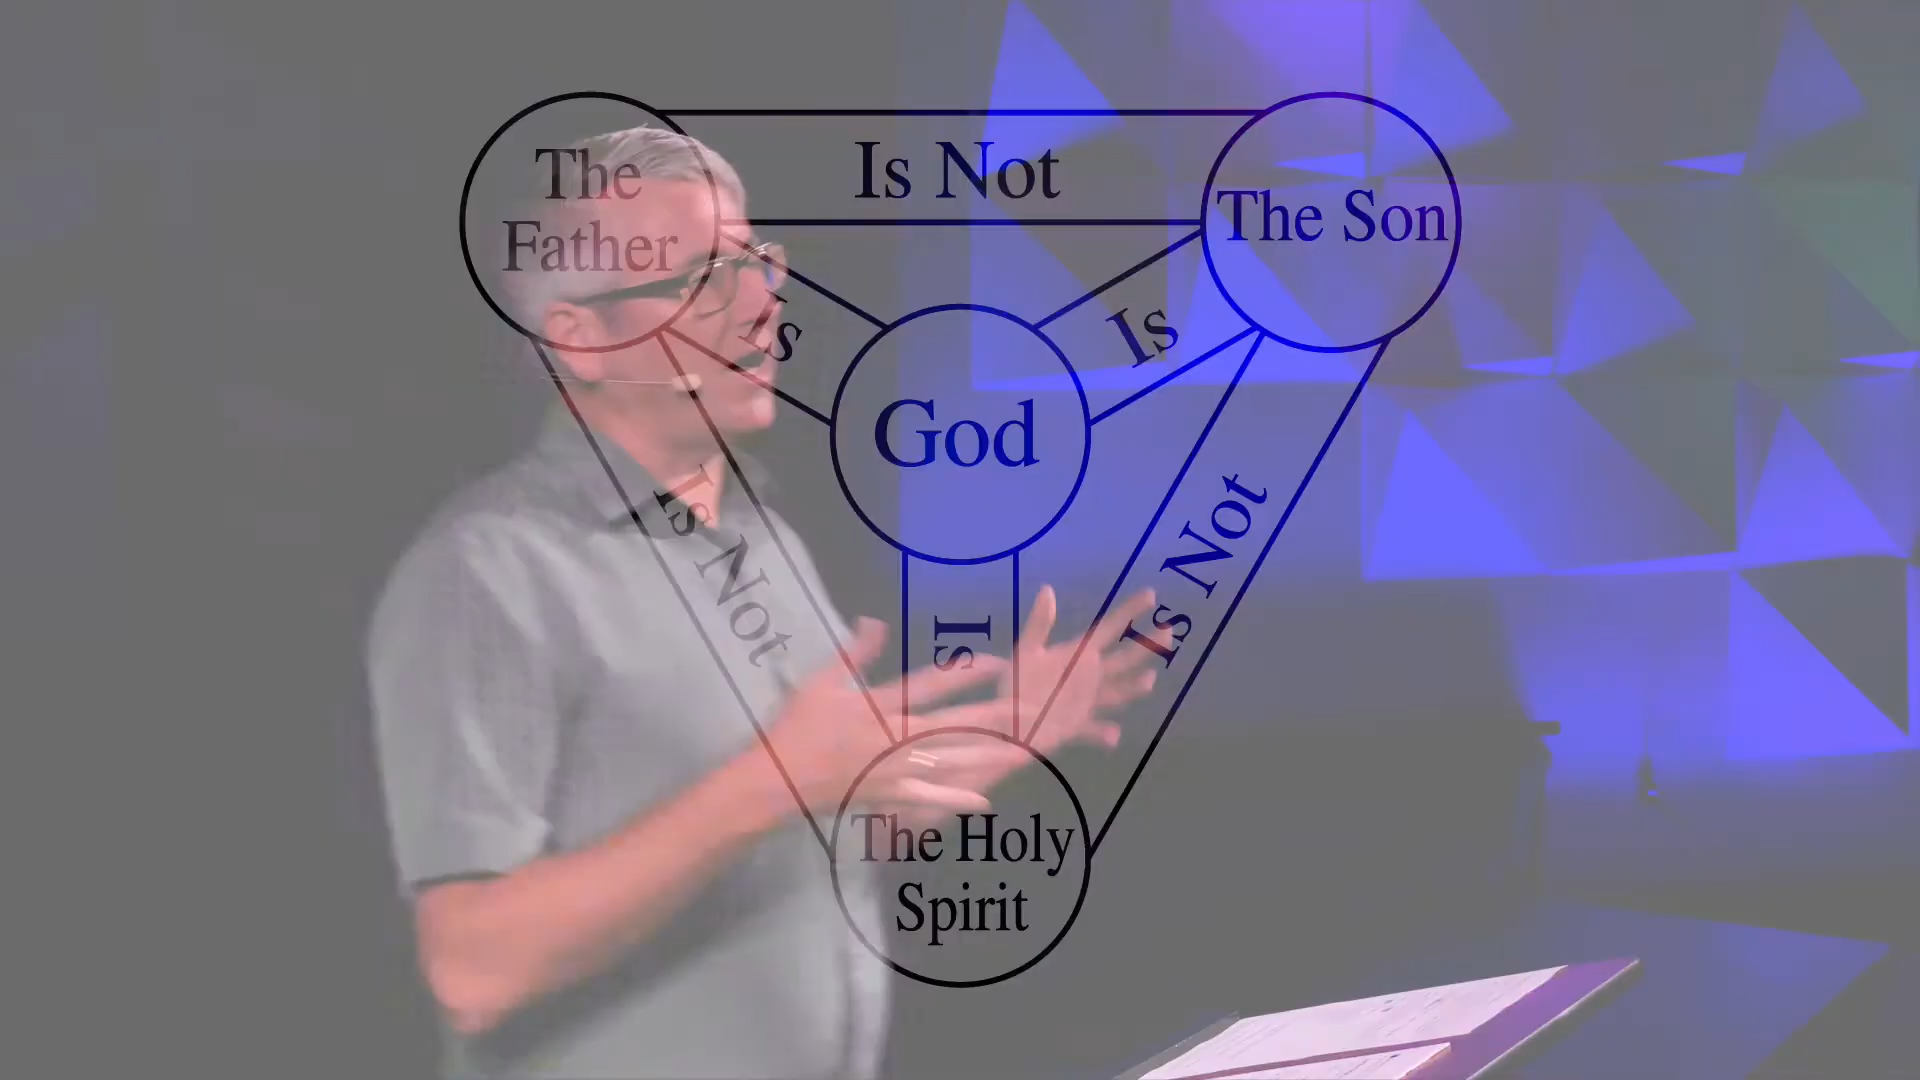 The
Father
Is Not
The Son
Is
Is
God
Is Not
Is
Is Not
The Holy
Spirit